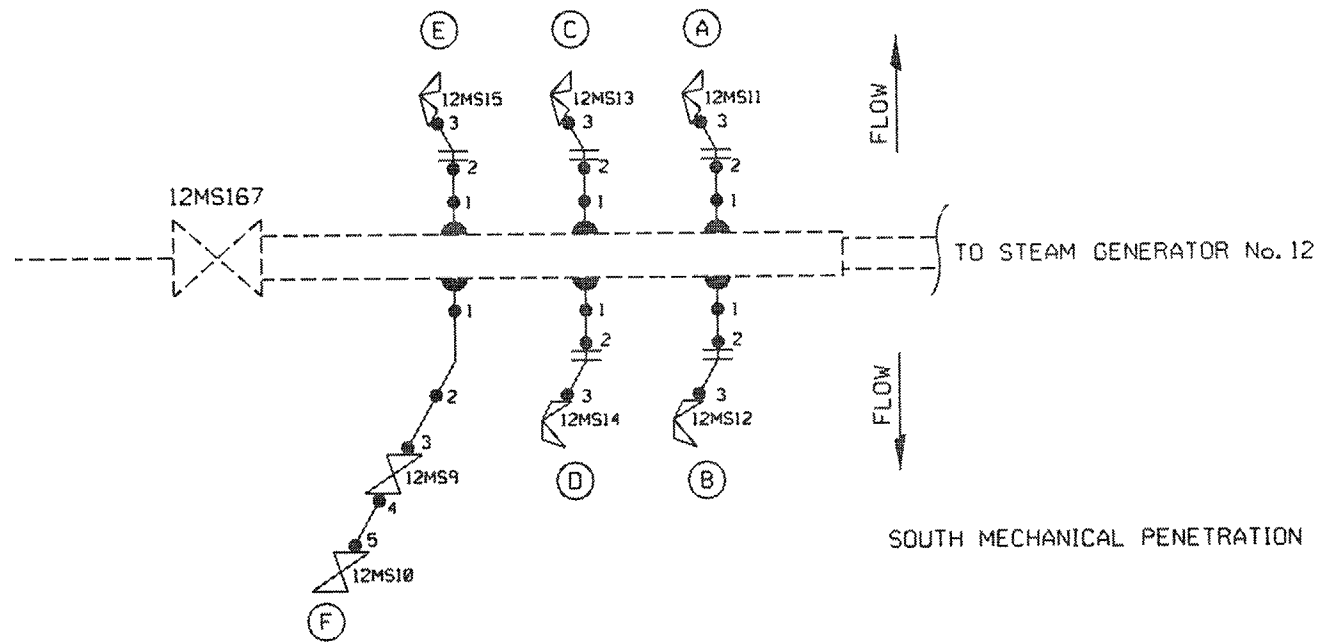 E C A
12MS15 12MS13 12MS11
3 3 3
FLOW
2 2 2
12MS167
1 1 1
TO STEAM GENERATOR No. 12
1 1 1
2 2
2 3 3
12MS14 12MS12
FLOW
3
12MS9
D B
4
5
SOUTH MECHANICAL PENETRATION
12MS10
F